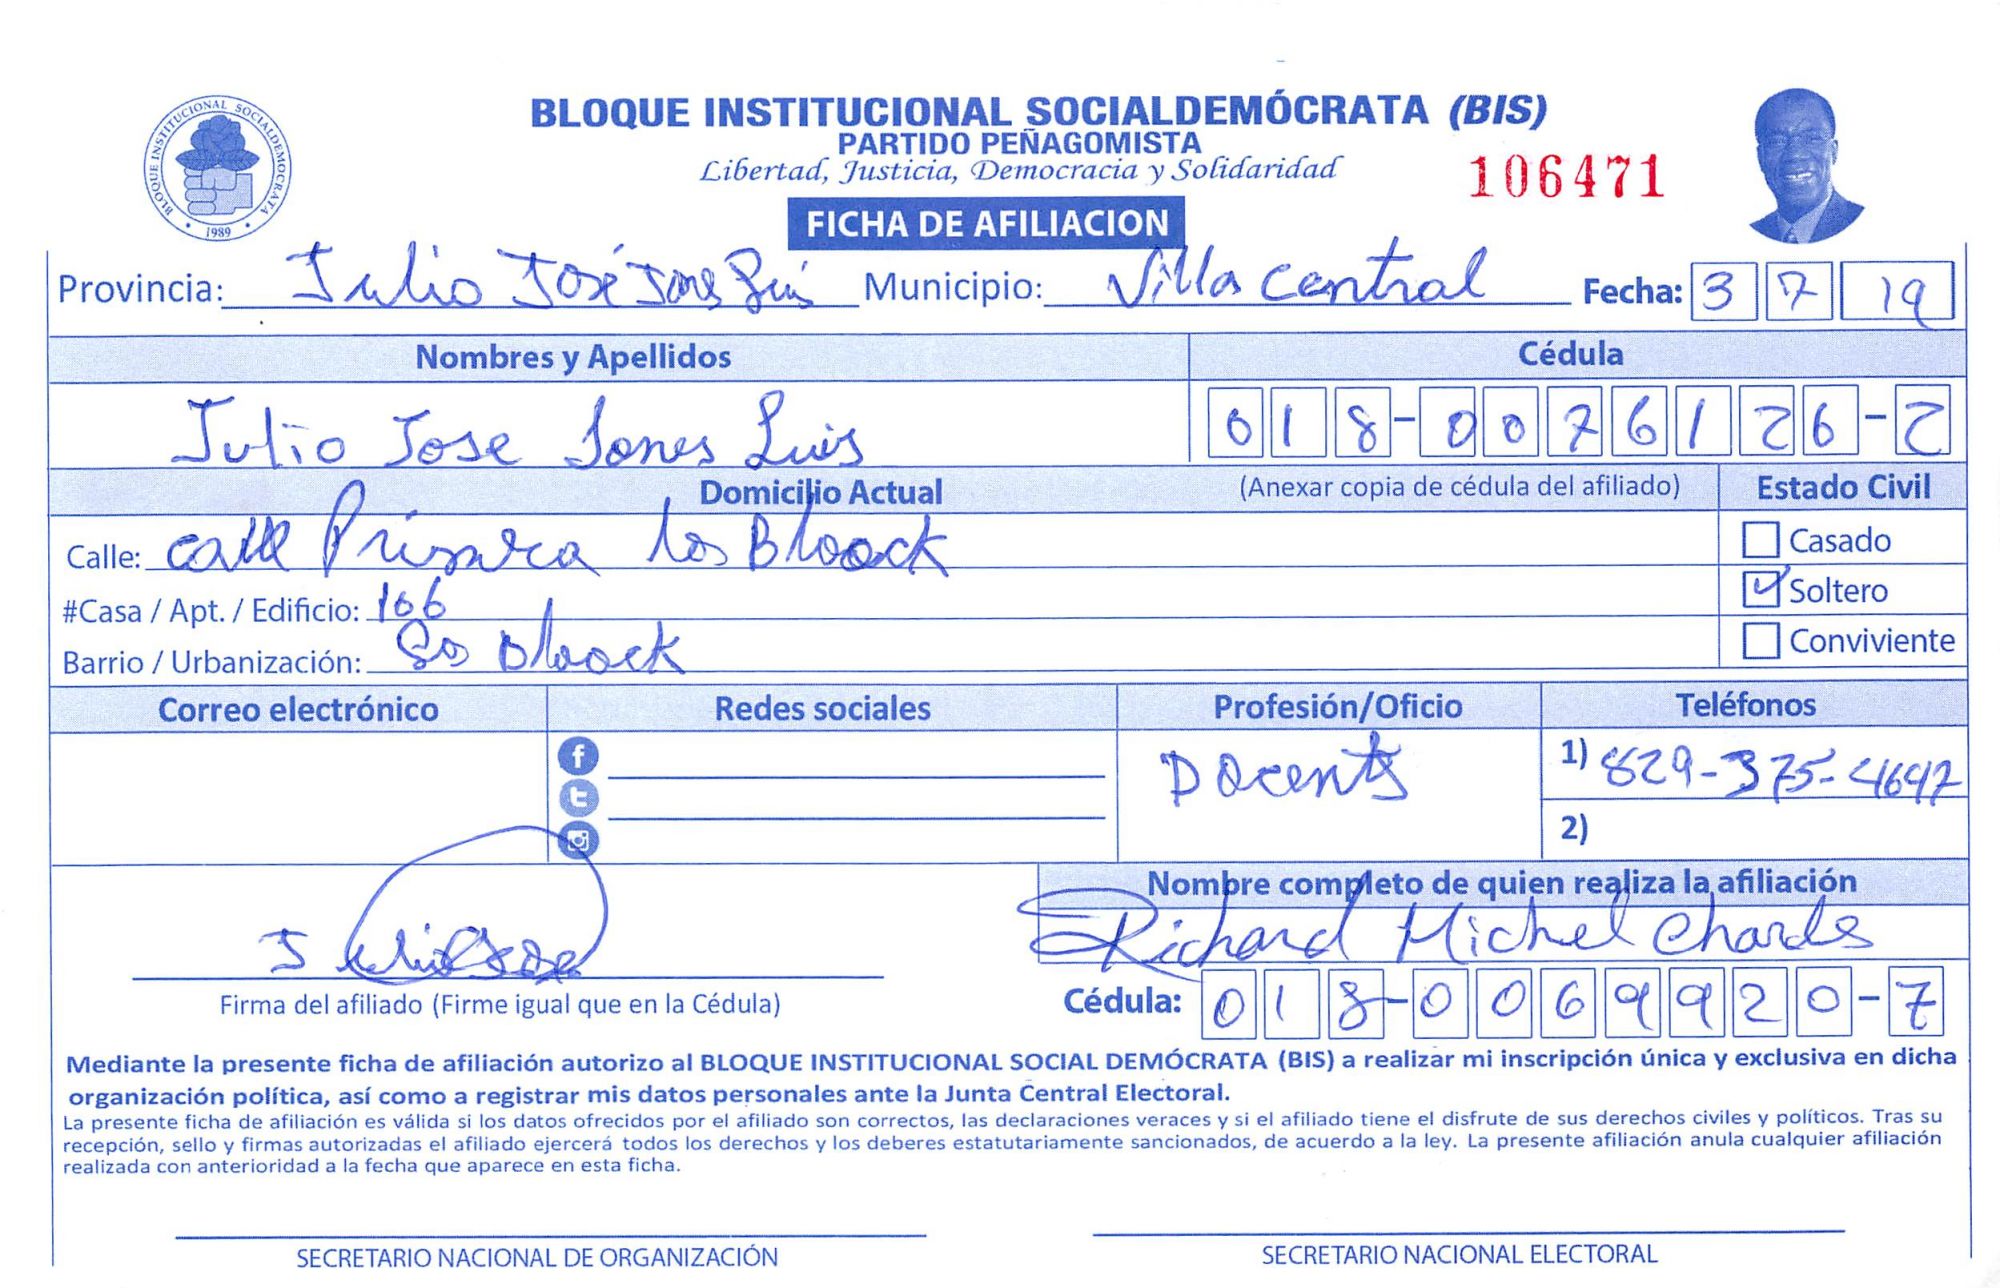 BLOQUE INSTITUCIONAL SOCIALDEMÓCRATA (BIS)
PARTIDO PEÑAGOMISTA
Libertad, Justicia, Democracia y Solidaridad
106471
BLOQUE INSTITUCIONAL SOCIALDEMOCRATA
1989
FICHA DE AFILIACION
Provincia: Julio José Jones Luis Municipio: Villa Central Fecha: 3 7 19
Nombres y Apellidos Cédula
Julio Jose Jones Luis 018-0076126-2
Domicilio Actual (Anexar copia de cédula del afiliado) Estado Civil
Calle: calle Primera los Bloock Casado
#Casa / Apt. / Edificio: 166 Soltero
Barrio / Urbanización: Bloock Conviviente
Correo electrónico Redes sociales Profesión/Oficio Teléfonos
Docente 1) 829-375-4697
2)
Nombre completo de quien realiza la afiliación
Richard Michel Charls
Firma del afiliado (Firme igual que en la Cédula) Cédula: 018-0069920-7
Mediante la presente ficha de afiliación autorizo al BLOQUE INSTITUCIONAL SOCIAL DEMÓCRATA (BIS) a realizar mi inscripción única y exclusiva en dicha
organización política, así como a registrar mis datos personales ante la Junta Central Electoral.
La presente ficha de afiliación es válida si los datos ofrecidos por el afiliado son correctos, las declaraciones veraces y si el afiliado tiene el disfrute de sus derechos civiles y políticos. Tras su
recepción, sello y firmas autorizadas el afiliado ejercerá todos los derechos y los deberes estatutariamente sancionados, de acuerdo a la ley. La presente afiliación anula cualquier afiliación
realizada con anterioridad a la fecha que aparece en esta ficha.
SECRETARIO NACIONAL DE ORGANIZACIÓN SECRETARIO NACIONAL ELECTORAL